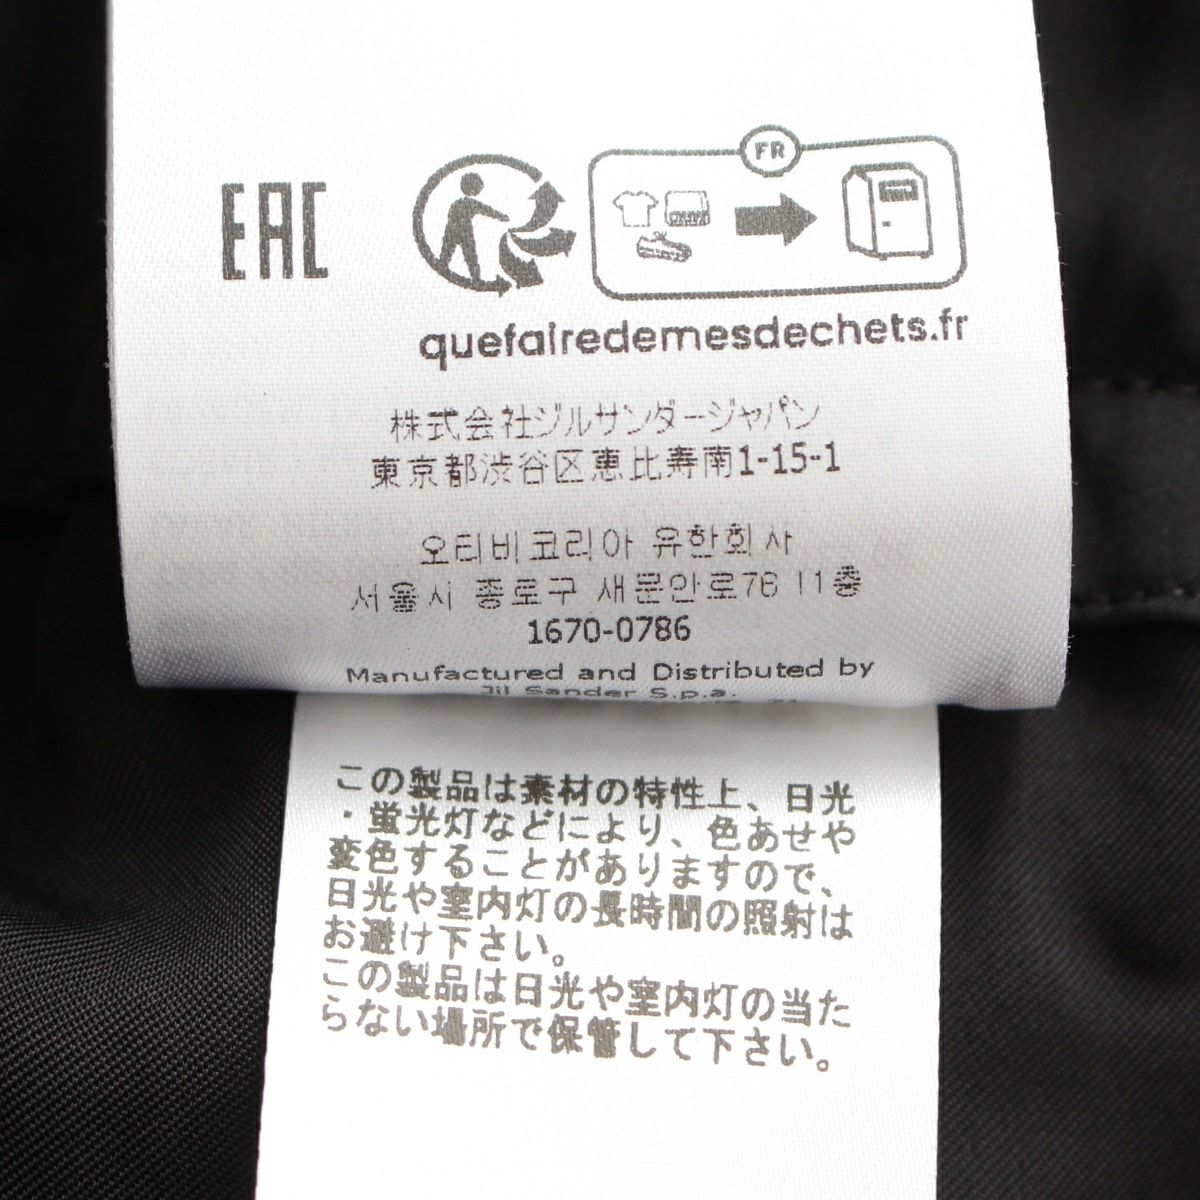 EAC
FR
quefairedemesdechets.fr
株式会社ジルサンダージャパン
東京都渋谷区恵比寿南1-15-1
오티비코리아 유한회사
서울시 종로구 새문안로76 11층
1670-0786
Manufactured and Distributed by
Jil Sander S.p.a.
この製品は素材の特性上、日光
・蛍光灯などにより、色あせや
変色することがありますので、
日光や室内灯の長時間の照射は
お避け下さい。
この製品は日光や室内灯の当た
らない場所で保管して下さい。